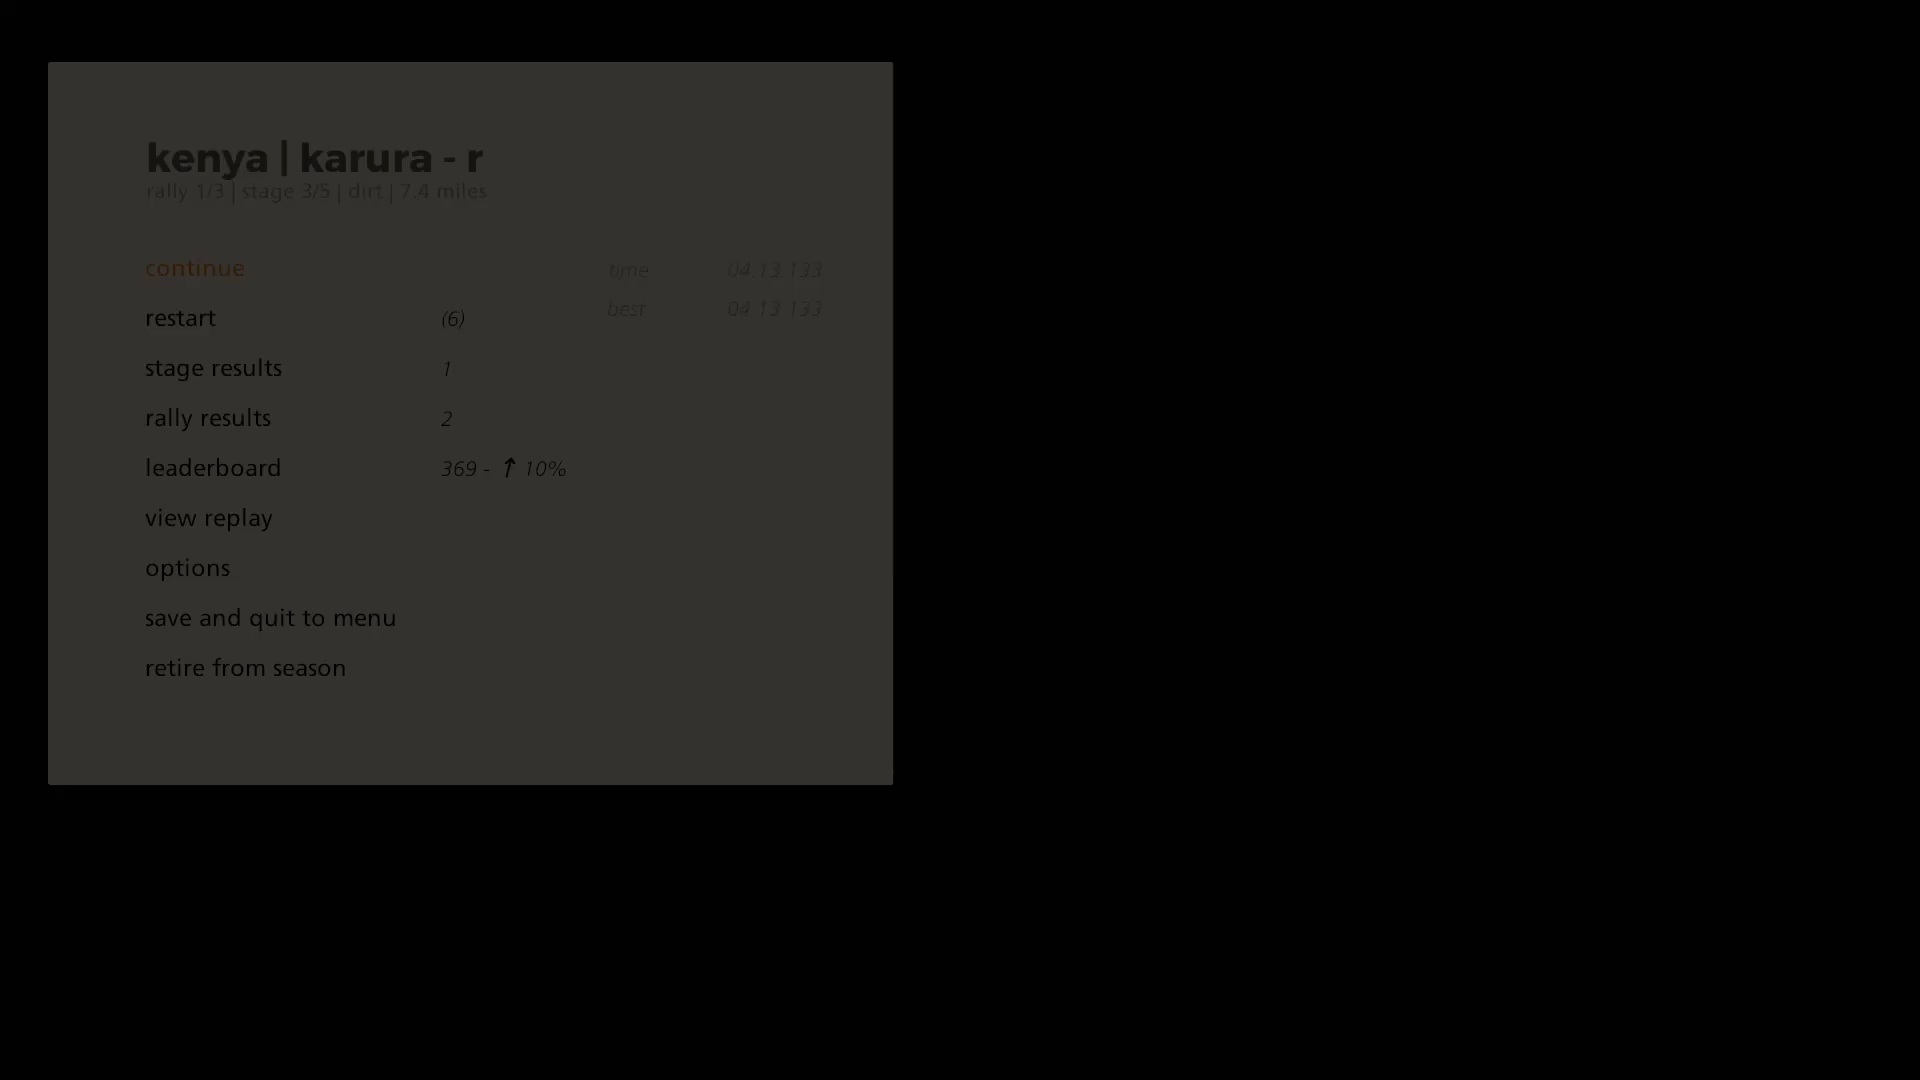 kenya | karura - r
rally 1/3 | stage 3/5 | dirt | 7.4 miles
continue
time 04.13.133
restart (6)
best 04.13.133
stage results 1
rally results 2
leaderboard 369 - ↑ 10%
view replay
options
save and quit to menu
retire from season